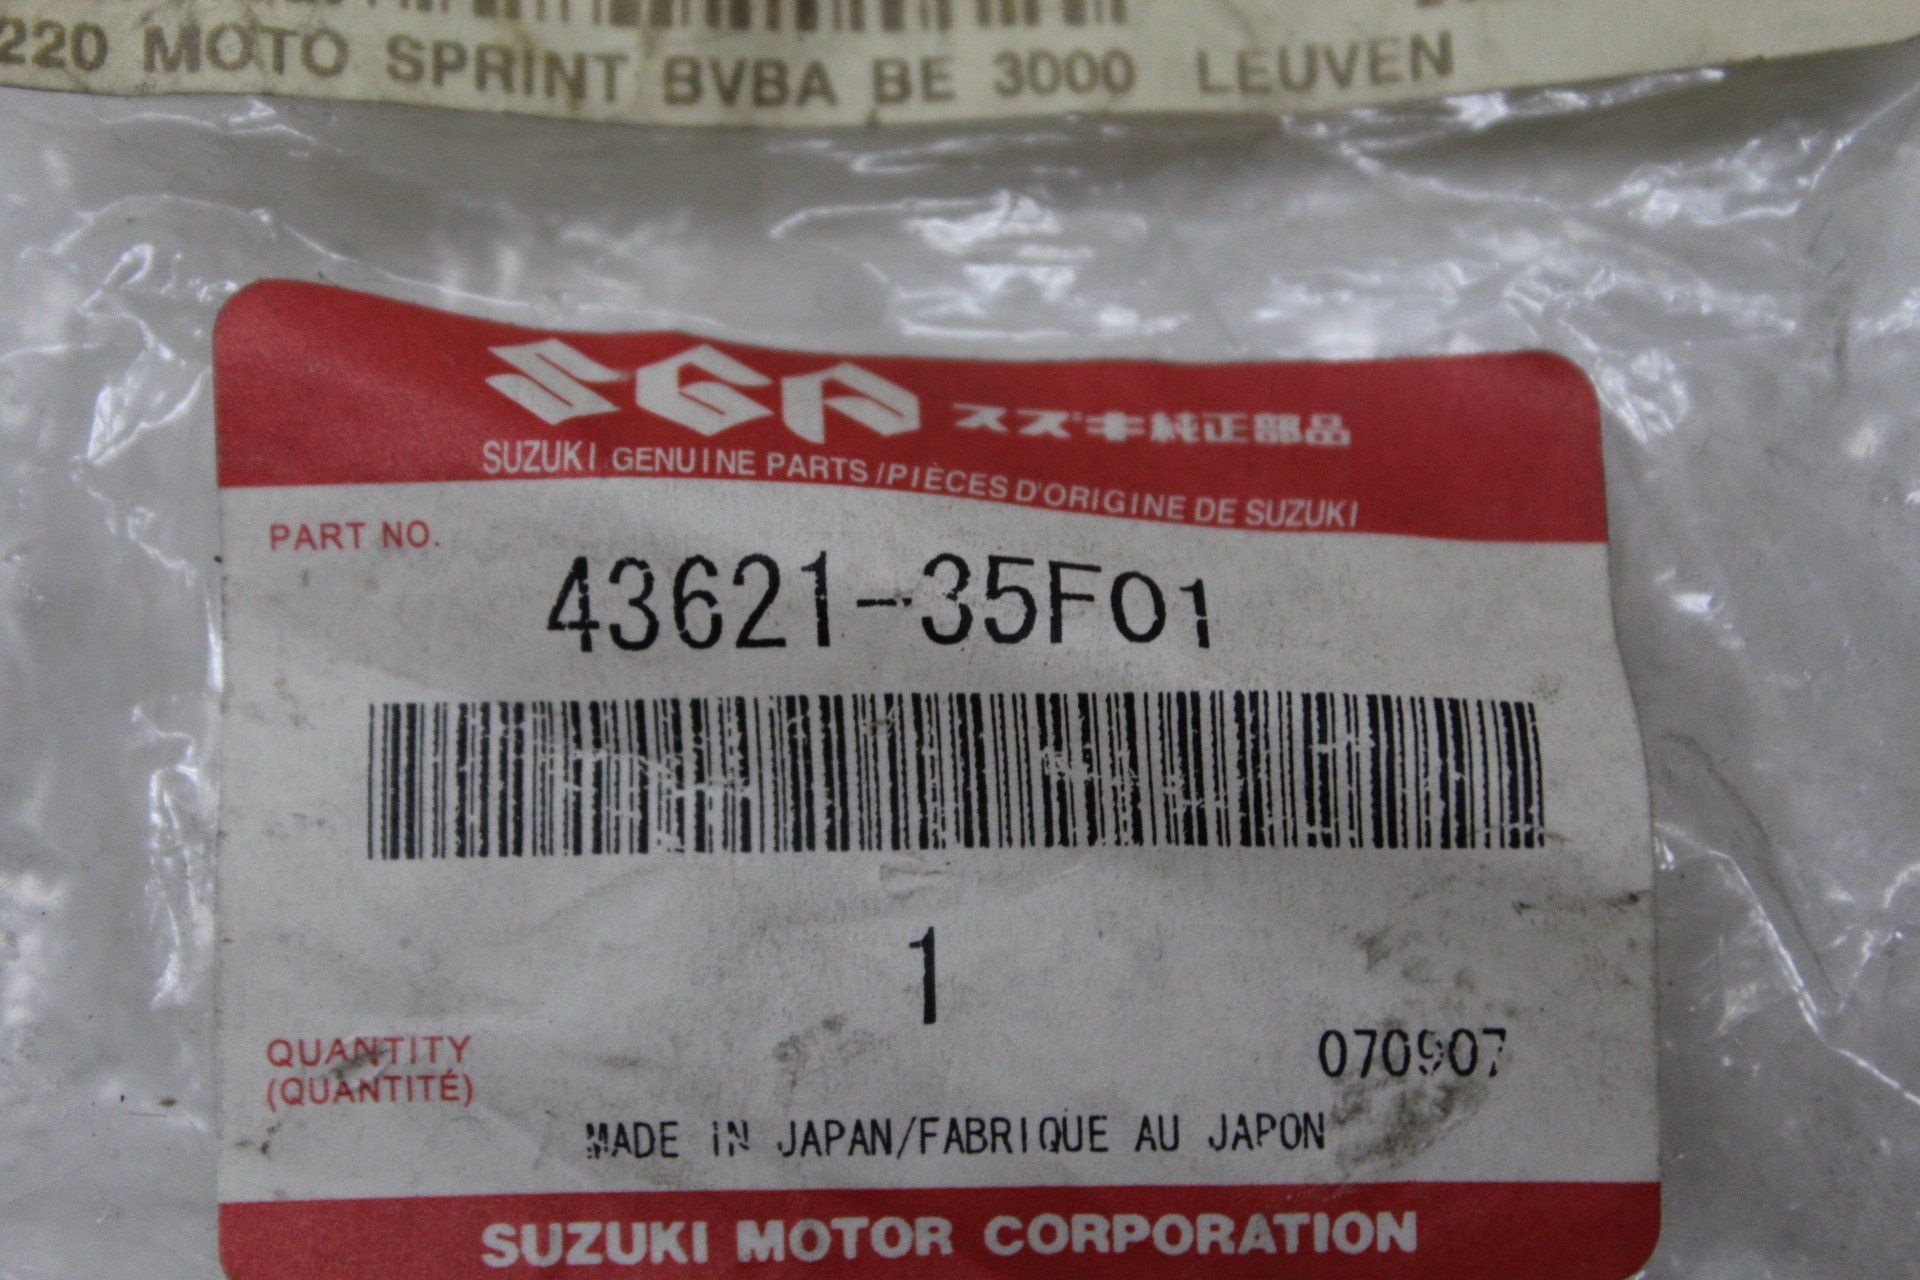 220 MOTO SPRINT BVBA BE 3000 LEUVEN
SGP スズキ純正部品
SUZUKI GENUINE PARTS/PIÈCES D'ORIGINE DE SUZUKI
PART NO.
43621-35F01
1
QUANTITY
(QUANTITÉ)
070907
MADE IN JAPAN/FABRIQUE AU JAPON
SUZUKI MOTOR CORPORATION